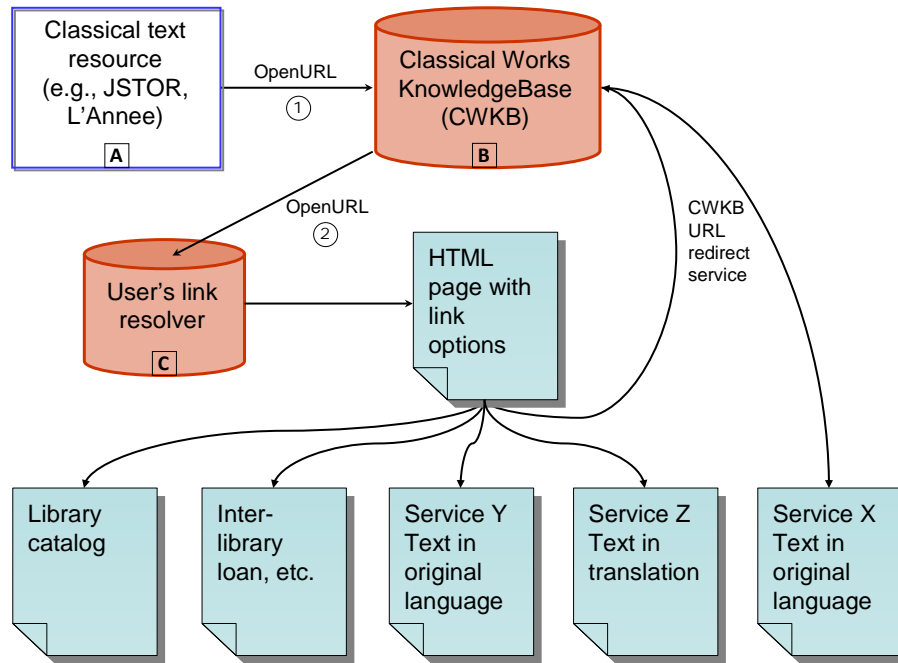 Classical text
resource
(e.g., JSTOR,
L'Annee)
A
OpenURL
1
Classical Works
KnowledgeBase
(CWKB)
B
OpenURL
2
CWKB
URL
redirect
service
User's link
resolver
C
HTML
page with
link
options
Library
catalog
Inter-
library
loan, etc.
Service Y
Text in
original
language
Service Z
Text in
translation
Service X
Text in
original
language